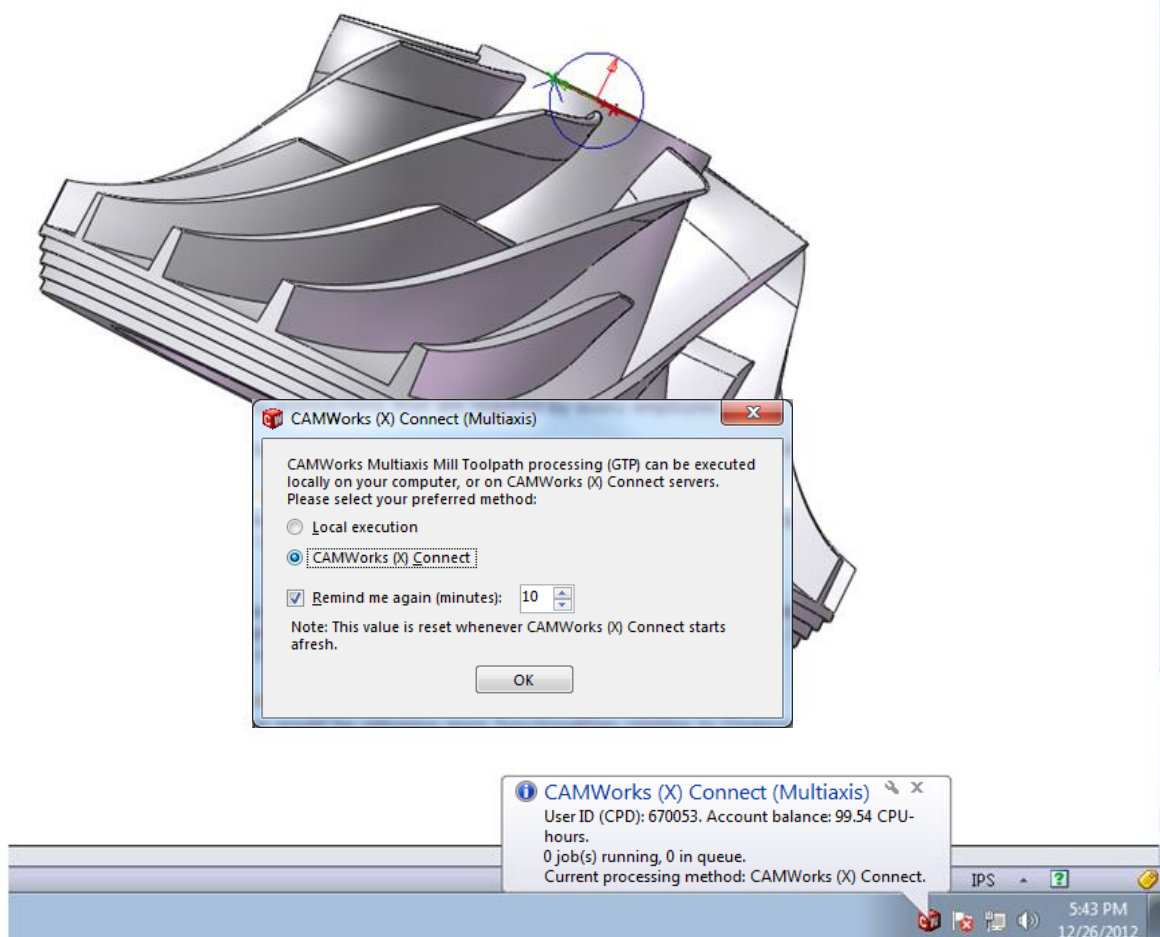 CAMWorks (X) Connect (Multiaxis)
CAMWorks Multiaxis Mill Toolpath processing (GTP) can be executed
locally on your computer, or on CAMWorks (X) Connect servers.
Please select your preferred method:
Local execution
CAMWorks (X) Connect
Remind me again (minutes): 10
Note: This value is reset whenever CAMWorks (X) Connect starts
afresh.
OK
CAMWorks (X) Connect (Multiaxis)
User ID (CPD): 670053. Account balance: 99.54 CPU-
hours.
0 job(s) running, 0 in queue.
Current processing method: CAMWorks (X) Connect.
IPS
5:43 PM
12/26/2012